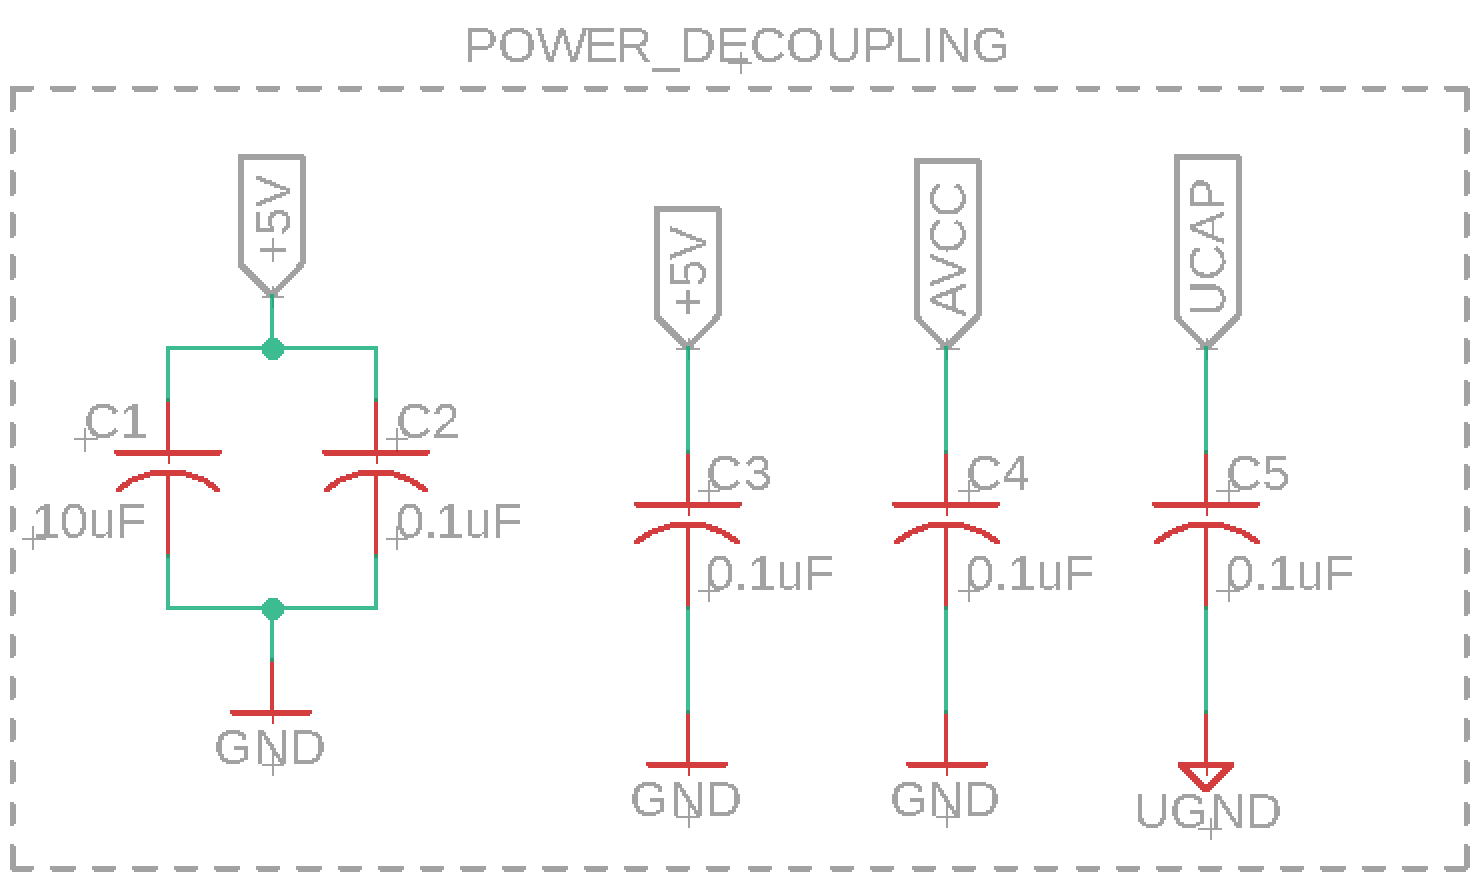 POWER_DECOUPLING
+5V
+5V
AVCC
UCAP
C1
C2
C3
C4
C5
10uF
0.1uF
0.1uF
0.1uF
0.1uF
GND
GND
GND
UGND